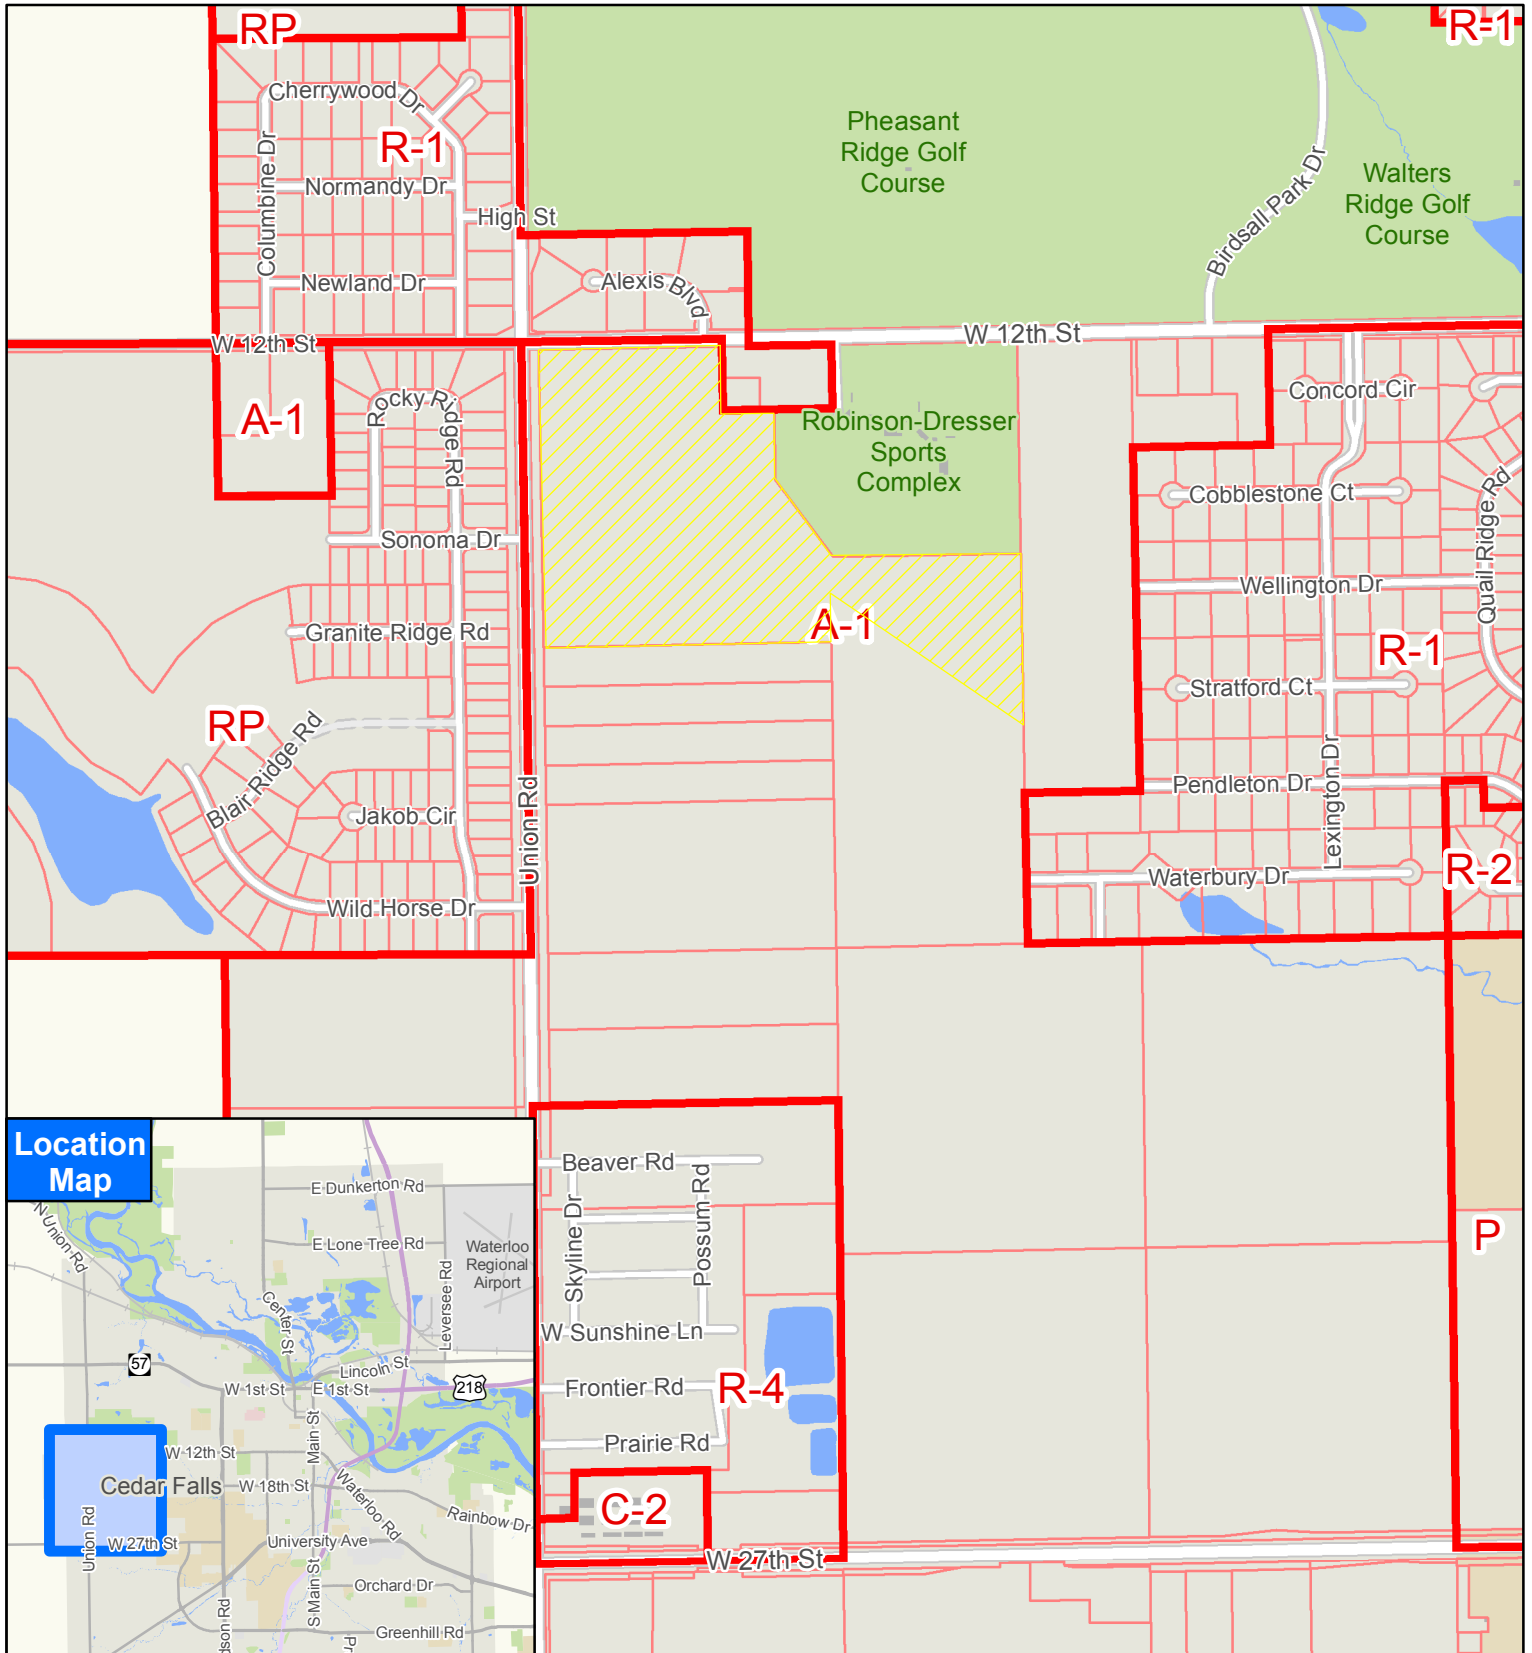 RP
R-1
Cherrywood Dr
R-1
Columbine Dr
Normandy Dr
High St
Newland Dr
Pheasant
Ridge Golf
Course
Birdsall Park Dr
Walters
Ridge Golf
Course
Alexis Blvd
W 12th St
W 12th St
A-1
Rocky Ridge Rd
Sonoma Dr
Robinson-Dresser
Sports
Complex
Concord Cir
Cobblestone Ct
Quail Ridge Rd
Wellington Dr
A-1
R-1
Granite Ridge Rd
Stratford Ct
RP
Blair Ridge Rd
Jakob Cir
Union Rd
Pendleton Dr
Lexington Dr
Waterbury Dr
R-2
Wild Horse Dr
Beaver Rd
Skyline Dr
Possum Rd
W Sunshine Ln
Frontier Rd
R-4
Prairie Rd
C-2
W 27th St
P
Location
Map
N Union Rd
E Dunkerton Rd
E Lone Tree Rd
Waterloo
Regional
Airport
Leversee Rd
Center St
57
Lincoln St
W 1st St
E 1st St
218
Main St
W 12th St
Cedar Falls
W 18th St
Waterloo Rd
Rainbow Dr
Union Rd
W 27th St
University Ave
S Main St
Orchard Dr
dson Rd
Greenhill Rd
Pr